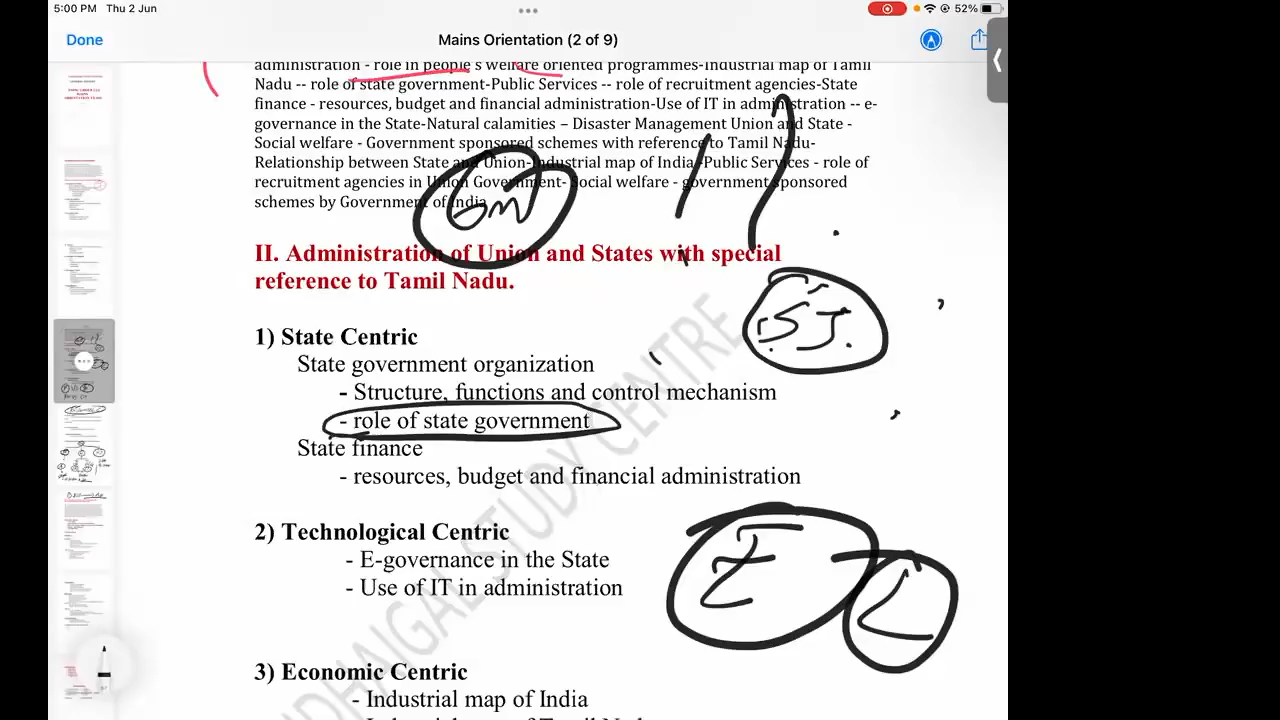 5:00 PM Thu 2 Jun
52%
Done
Mains Orientation (2 of 9)
administration - role in people's welfare oriented programmes-Industrial map of Tamil
Nadu -- role of state government-Public Services -- role of recruitment agencies-State
finance - resources, budget and financial administration-Use of IT in administration -- e-
governance in the State-Natural calamities – Disaster Management Union and State -
Social welfare - Government sponsored schemes with reference to Tamil Nadu-
Relationship between State and Union-Industrial map of India -Public Services - role of
recruitment agencies in Union Government- Social welfare - government sponsored
schemes by Government of India
II. Administration of Union and States with special
reference to Tamil Nadu.
SJ
1) State Centric
State government organization
- Structure, functions and control mechanism
- role of state government
State finance
- resources, budget and financial administration
2) Technological Centric
- E-governance in the State
- Use of IT in administration
E
L
3) Economic Centric
- Industrial map of India
STUDY CENTRE